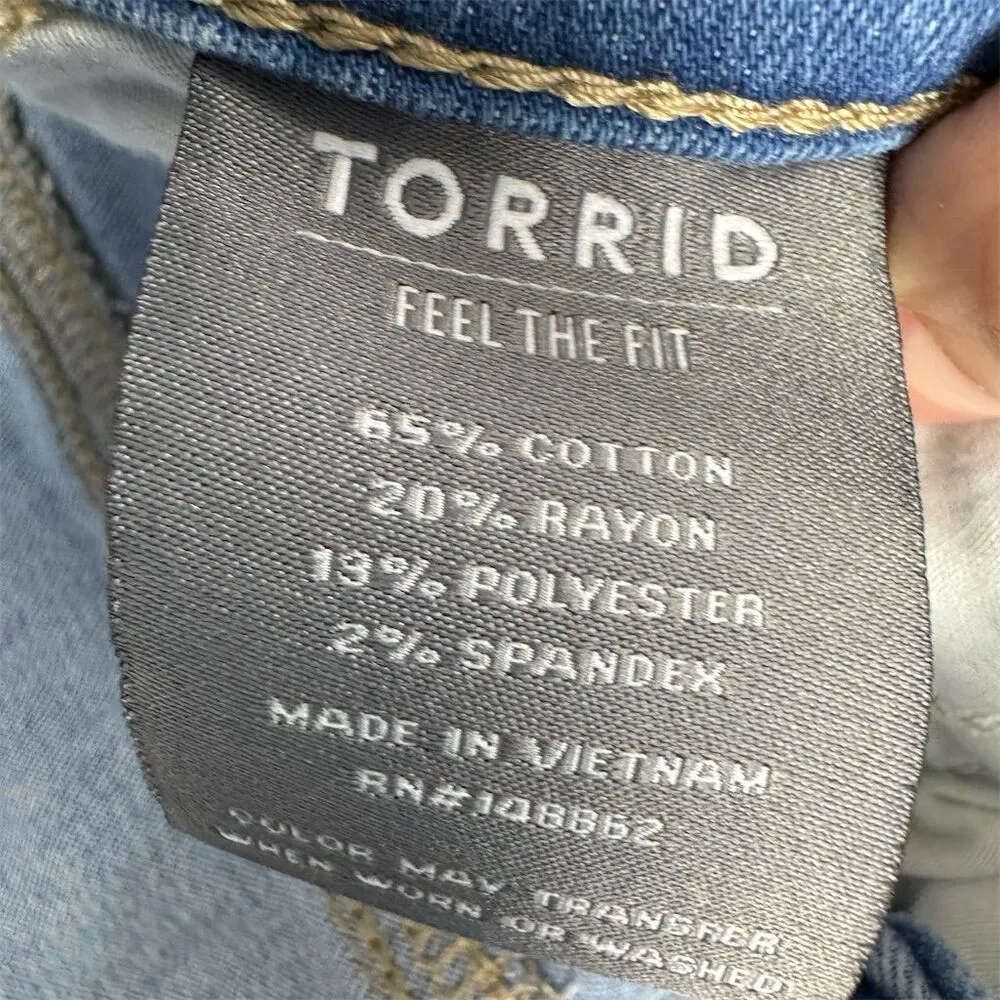 TORRID
FEEL THE FIT
65% COTTON
20% RAYON
13% POLYESTER
2% SPANDEX
MADE IN VIETNAM
RN#148862
COLOR MAY TRANSFER
WHEN WORN OR WASHED